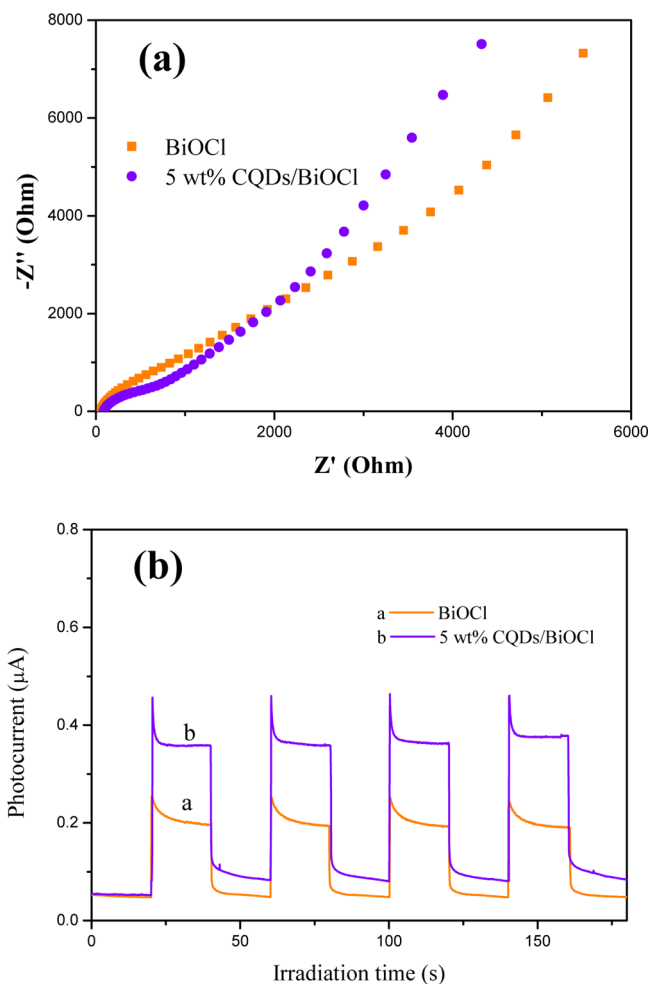 8000
(a)
6000
BiOCl
5 wt% CQDs/BiOCl
-Z'' (Ohm)
4000
2000
0
0
2000
4000
6000
Z' (Ohm)
0.8
(b)
a BiOCl
b 5 wt% CQDs/BiOCl
0.6
Photocurrent (μA)
0.4
b
a
0.2
0.0
0
50
100
150
Irradiation time (s)